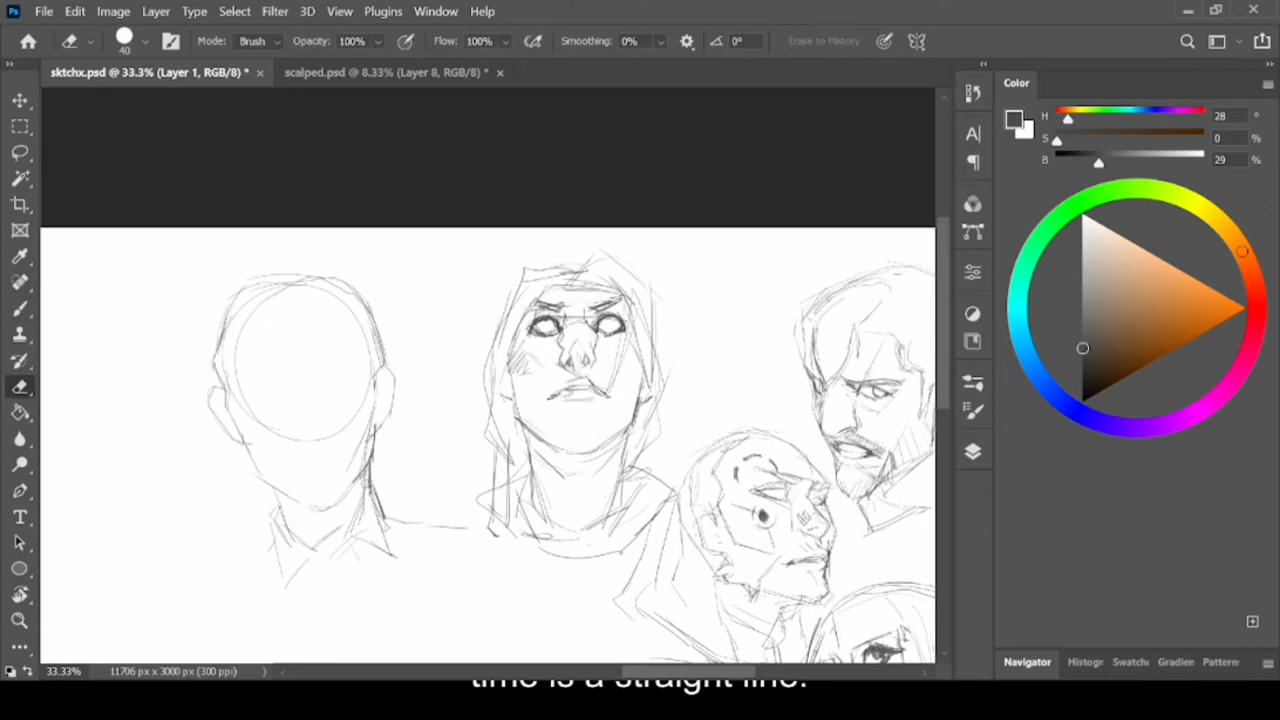 Ps File Edit Image Layer Type Select Filter 3D View Plugins Window Help
40 Mode: Brush Opacity: 100% Flow: 100% Smoothing: 0% 0° Erase to History
sktchx.psd @ 33.3% (Layer 1, RGB/8) * × scalped.psd @ 8.33% (Layer 8, RGB/8) * ×
Color
H 28 °
S 0 %
B 29 %
33.33% 11706 px x 3000 px (300 ppi)
Navigator Histogr Swatche Gradien Pattern:
time is a straight line.